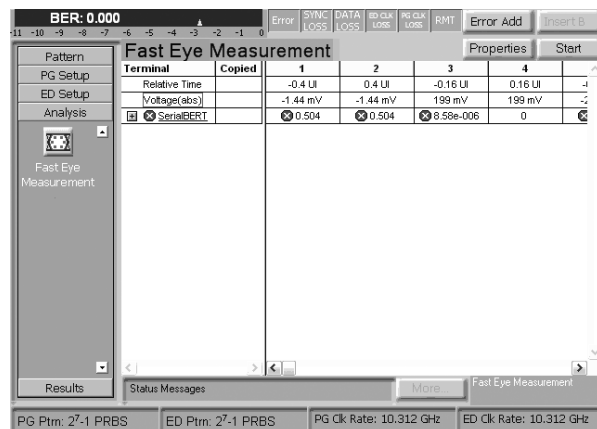 BER: 0.000
-11 -10 -9 -8 -7 -6 -5 -4 -3 -2 -1 0
Error
SYNC LOSS
DATA LOSS
ED CLK LOSS
PG CLK LOSS
RMT
Error Add
Insert B
Pattern
PG Setup
ED Setup
Analysis
Fast Eye
Measurement
Results
Fast Eye Measurement
Properties
Start
Terminal Copied 1 2 3 4
Relative Time -0.4 UI 0.4 UI -0.16 UI 0.16 UI
Voltage(abs) -1.44 mV -1.44 mV 199 mV 199 mV
SerialBERT 0.504 0.504 8.58e-006 0
Status Messages
More...
Fast Eye Measurement
PG Ptrn: 2^7-1 PRBS
ED Ptrn: 2^7-1 PRBS
PG Clk Rate: 10.312 GHz
ED Clk Rate: 10.312 GHz